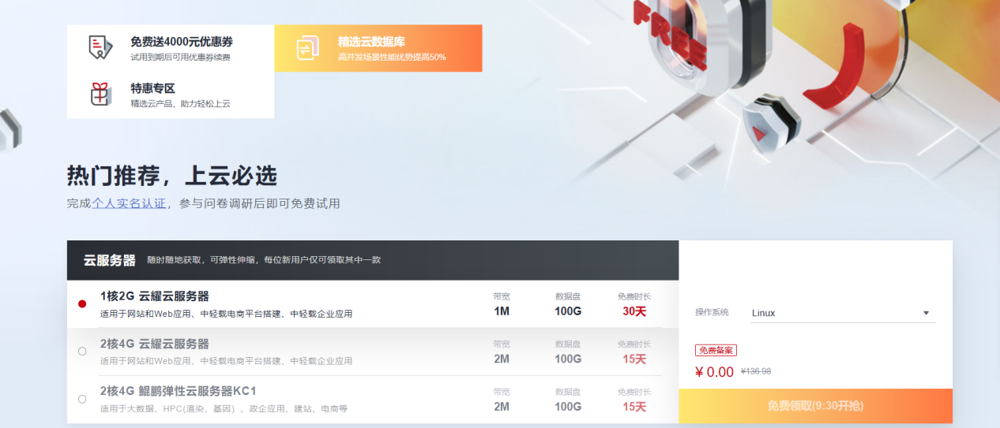 FREE
免费送4000元优惠券
试用到期后可用优惠券续费
精选云数据库
高并发场景性能优势提高50%
特惠专区
精选云产品，助力轻松上云
热门推荐，上云必选
完成个人实名认证，参与问卷调研后即可免费试用
云服务器 随时随地获取，可弹性伸缩，每位新用户仅可领取其中一款
1核2G 云耀云服务器
适用于网站和Web应用、中轻载电商平台搭建、中轻载企业应用
带宽 数据盘 免费时长
1M 100G 30天
2核4G 云耀云服务器
适用于网站和Web应用、中轻载电商平台搭建、中轻载企业应用
带宽 数据盘 免费时长
2M 100G 15天
2核4G 鲲鹏弹性云服务器KC1
适用于大数据、HPC(渲染、基因）、政企应用、建站、电商等
带宽 数据盘 免费时长
2M 100G 15天
操作系统 Linux
免费备案
¥ 0.00 ¥136.98
免费领取(9:30开抢)